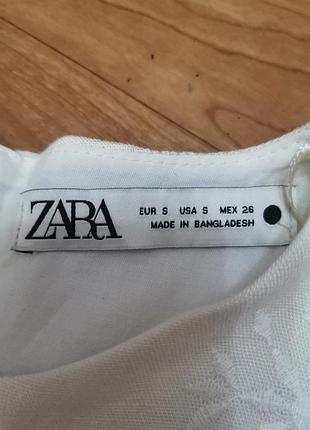 ZARA
EUR S USA S MEX 26
MADE IN BANGLADESH